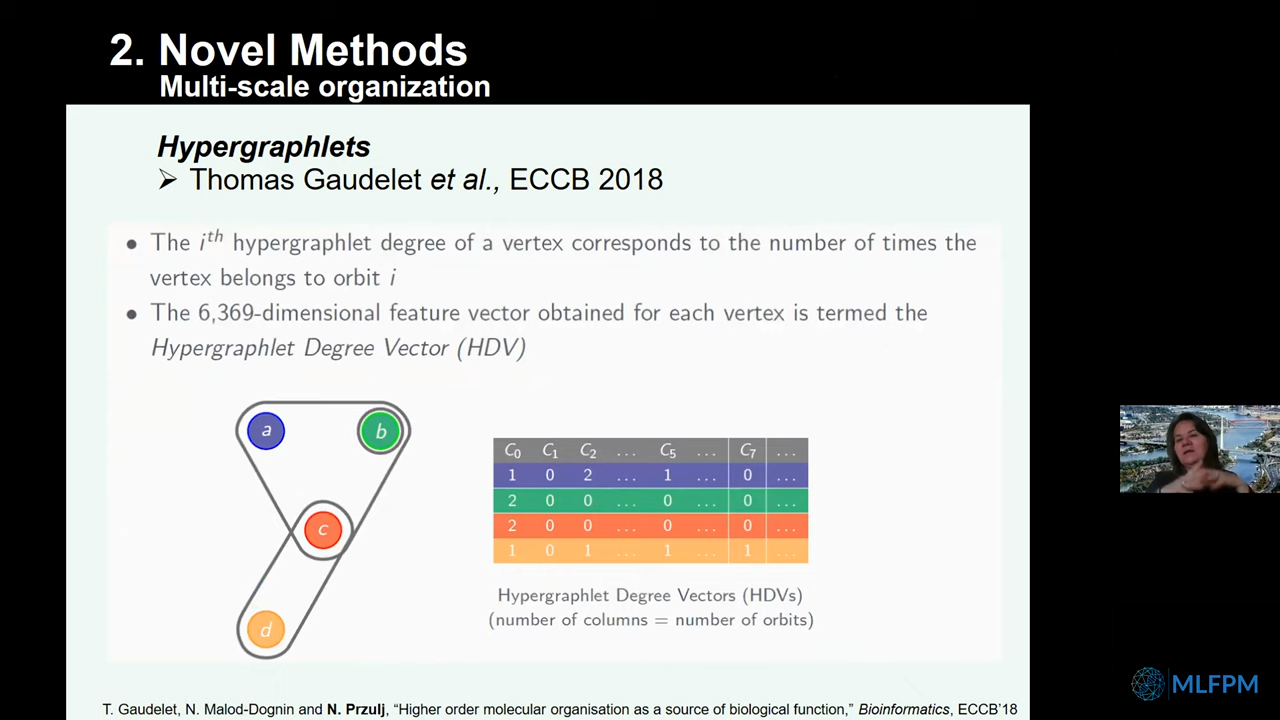 2. Novel Methods
Multi-scale organization
Hypergraphlets
➢ Thomas Gaudelet et al., ECCB 2018
• The iᵗʰ hypergraphlet degree of a vertex corresponds to the number of times the
vertex belongs to orbit i
• The 6,369-dimensional feature vector obtained for each vertex is termed the
Hypergraphlet Degree Vector (HDV)
a b
c
d
C₀ C₁ C₂ ... C₅ ... C₇ ...
1 0 2 ... 1 ... 0 ...
2 0 0 ... 0 ... 0 ...
2 0 0 ... 0 ... 0 ...
1 0 1 ... 1 ... 1 ...
Hypergraphlet Degree Vectors (HDVs)
(number of columns = number of orbits)
T. Gaudelet, N. Malod-Dognin and N. Przulj, “Higher order molecular organisation as a source of biological function,” Bioinformatics, ECCB’18
MLFPM